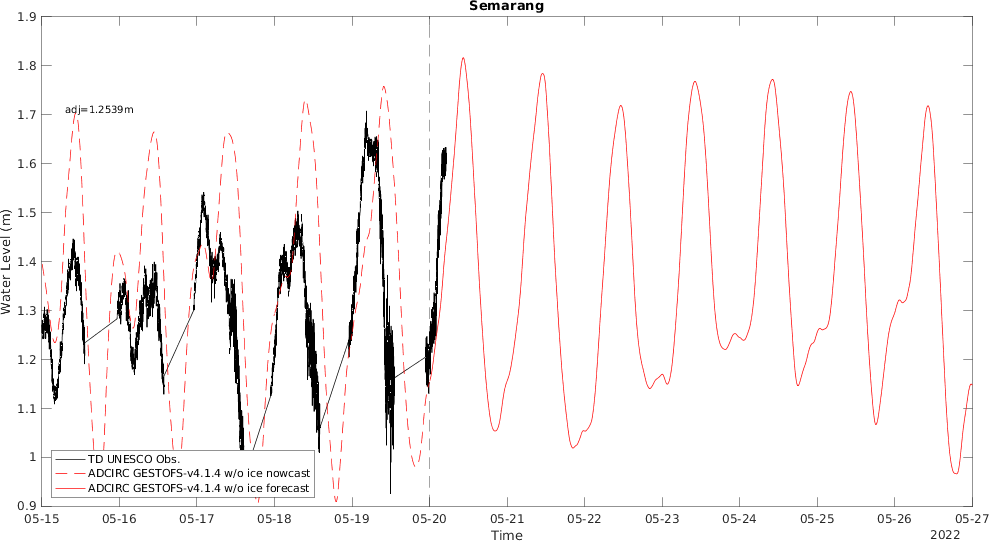 Semarang
1.9
1.8
1.7
1.6
1.5
1.4
1.3
1.2
1.1
1
0.9
Water Level (m)
adj=1.2539m
TD UNESCO Obs.
ADCIRC GESTOFS-v4.1.4 w/o ice nowcast
ADCIRC GESTOFS-v4.1.4 w/o ice forecast
05-15 05-16 05-17 05-18 05-19 05-20 05-21 05-22 05-23 05-24 05-25 05-26 05-27
Time
2022